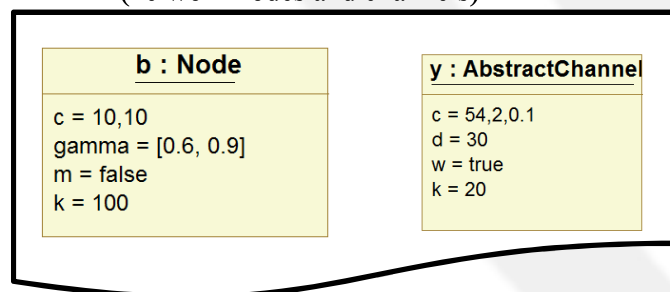 b : Node
c = 10,10
gamma = [0.6, 0.9]
m = false
k = 100
y : AbstractChannel
c = 54,2,0.1
d = 30
w = true
k = 20